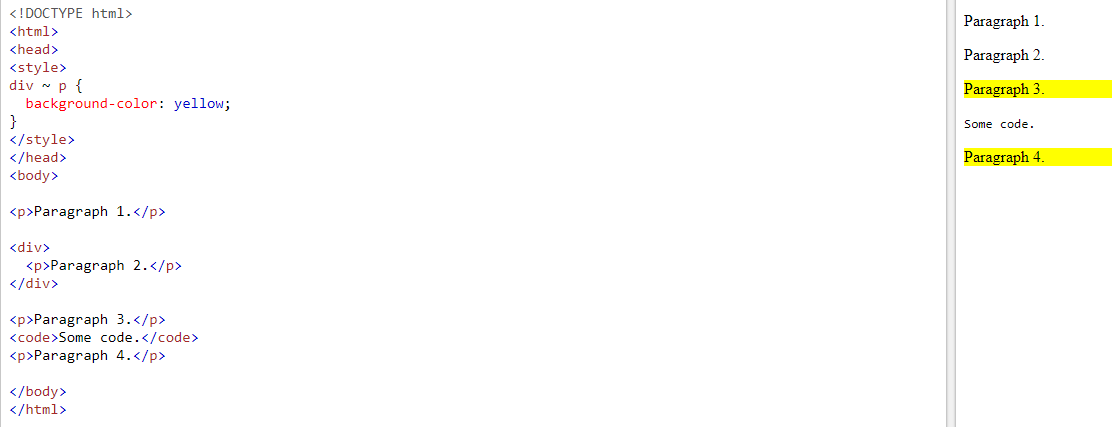 <!DOCTYPE html>
<html>
<head>
<style>
div ~ p {
  background-color: yellow;
}
</style>
</head>
<body>

<p>Paragraph 1.</p>

<div>
  <p>Paragraph 2.</p>
</div>

<p>Paragraph 3.</p>
<code>Some code.</code>
<p>Paragraph 4.</p>

</body>
</html>
Paragraph 1.
Paragraph 2.
Paragraph 3.
Some code.
Paragraph 4.